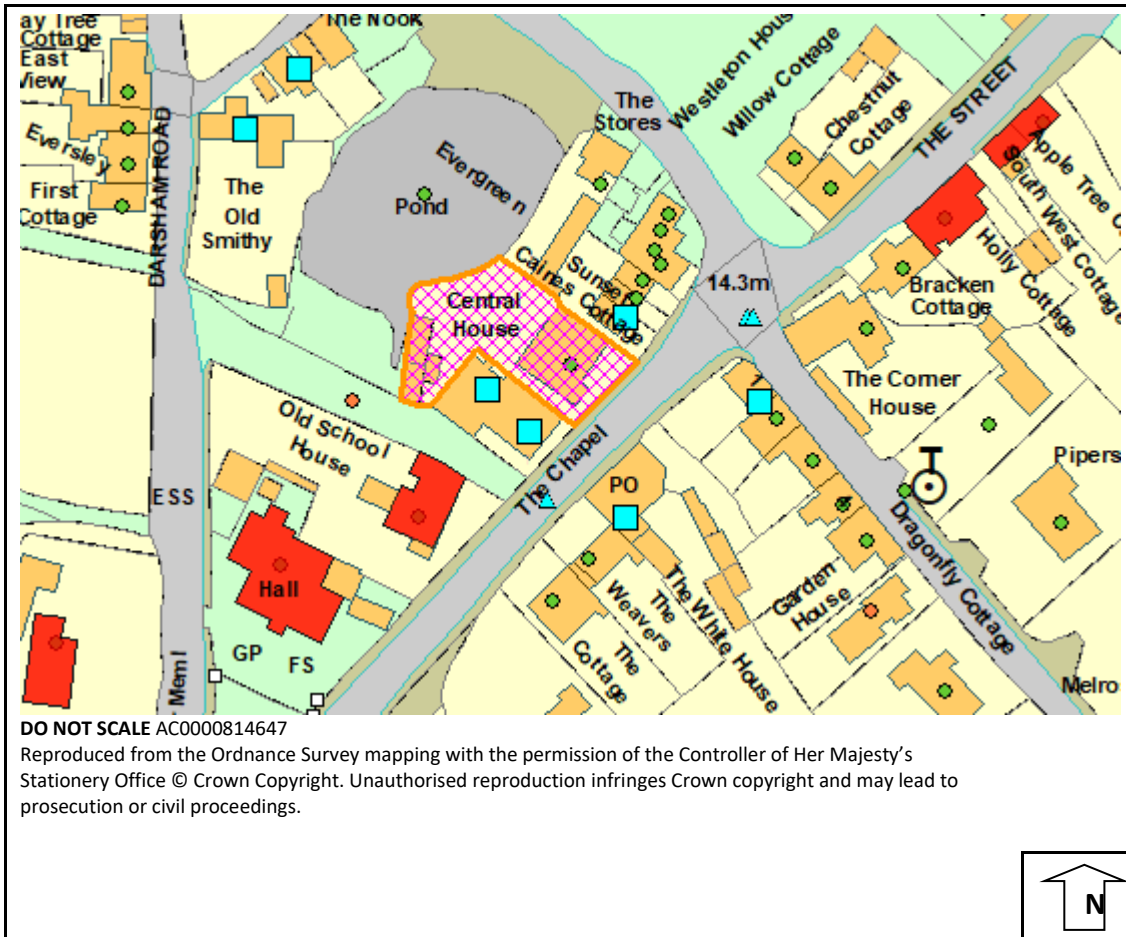 ay Tree
Cottage
East
View
The Nook
Eversley
First
Cottage
DARSHAM ROAD
The
Old
Smithy
Evergreen
Pond
The
Stores
Westleton Hous
Willow Cottage
Chestnut
Cottage
THE STREET
Apple Tree C
South West Cottage
Holly Cottage
Bracken
Cottage
14.3m
Sunset
Caines Cottage
Central
House
The Corner
House
1
4
Pipers
Old School
House
The Chapel
PO
ESS
Hall
GP
FS
Meml
The
Weavers
The
Cottage
The White House
Garden
House
Dragonfly Cottage
Melro
DO NOT SCALE AC0000814647
Reproduced from the Ordnance Survey mapping with the permission of the Controller of Her Majesty’s
Stationery Office © Crown Copyright. Unauthorised reproduction infringes Crown copyright and may lead to
prosecution or civil proceedings.
N